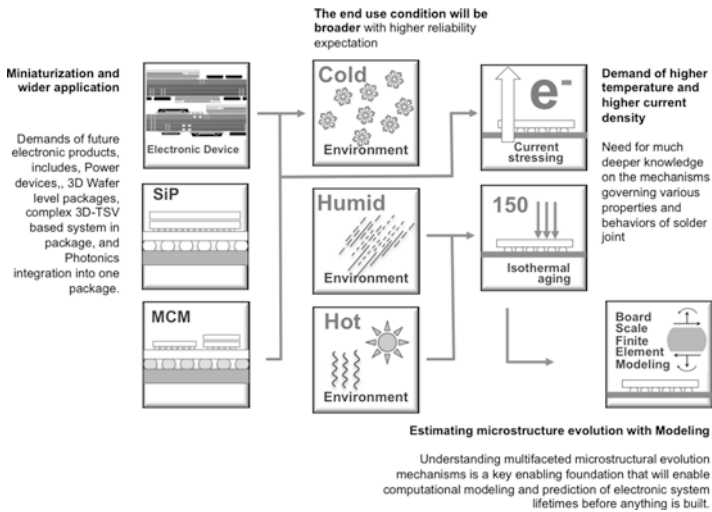 The end use condition will be
broader with higher reliability
expectation
Miniaturization and
wider application
Demands of future
electronic products,
includes, Power
devices,, 3D Wafer
level packages,
complex 3D-TSV
based system in
package, and
Photonics
integration into one
package.
Electronic Device
SiP
MCM
Cold
Environment
Humid
Environment
Hot
Environment
e-
Current
stressing
150
Isothermal
aging
Demand of higher
temperature and
higher current
density
Need for much
deeper knowledge
on the mechanisms
governing various
properties and
behaviors of solder
joint
Board
Scale
Finite
Element
Modeling
Estimating microstructure evolution with Modeling
Understanding multifaceted microstructural evolution
mechanisms is a key enabling foundation that will enable
computational modeling and prediction of electronic system
lifetimes before anything is built.